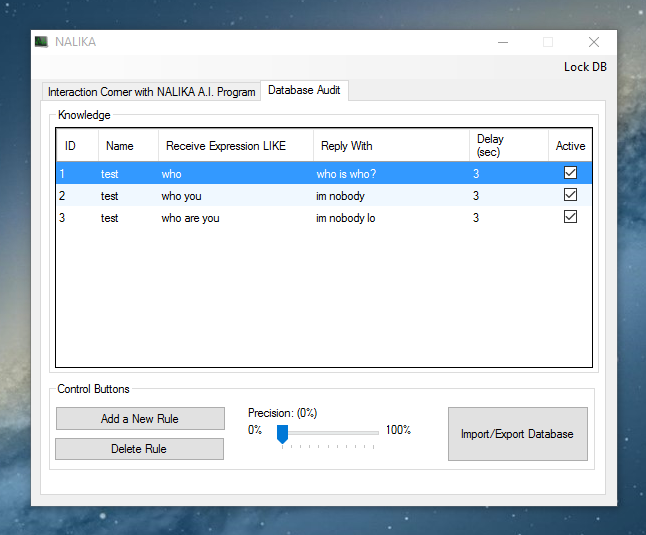 NALIKA
Lock DB
Interaction Corner with NALIKA A.I. Program Database Audit
Knowledge
ID Name Receive Expression LIKE Reply With Delay (sec) Active
1 test who who is who? 3
2 test who you im nobody 3
3 test who are you im nobody lo 3
Control Buttons
Add a New Rule
Delete Rule
Precision: (0%)
0% 100%
Import/Export Database